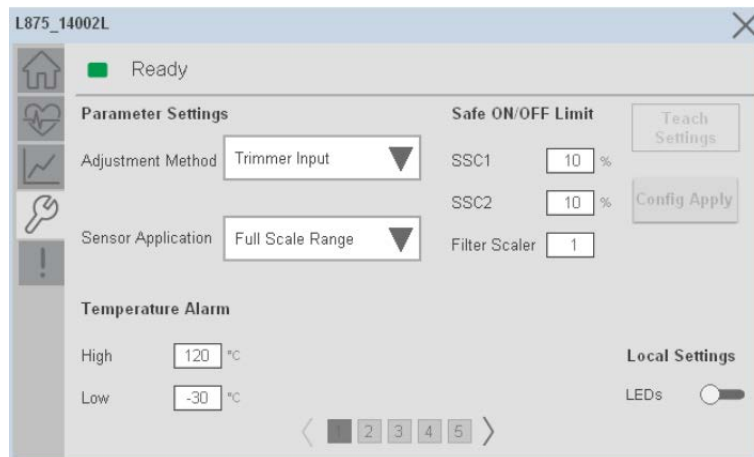 L875_14002L
Ready
Parameter Settings
Adjustment Method
Trimmer Input
Sensor Application
Full Scale Range
Safe ON/OFF Limit
SSC1
10 %
SSC2
10 %
Filter Scaler
1
Teach
Settings
Config Apply
Temperature Alarm
High
120 °C
Low
-30 °C
Local Settings
LEDs
1 2 3 4 5